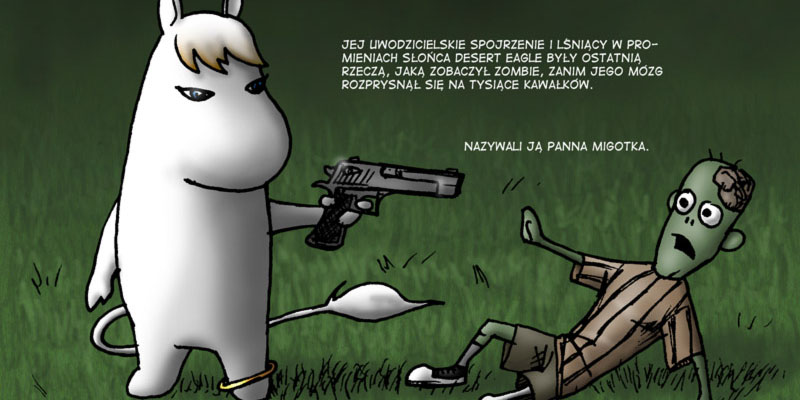 JEJ UWODZICIELSKIE SPOJRZENIE I LŚNIĄCY W PRO-
MIENIACH SŁOŃCA DESERT EAGLE BYŁY OSTATNIĄ
RZECZĄ, JAKĄ ZOBACZYŁ ZOMBIE, ZANIM JEGO MÓZG
ROZPRYSNĄŁ SIĘ NA TYSIĄCE KAWAŁKÓW.
NAZYWALI JĄ PANNA MIGOTKA.